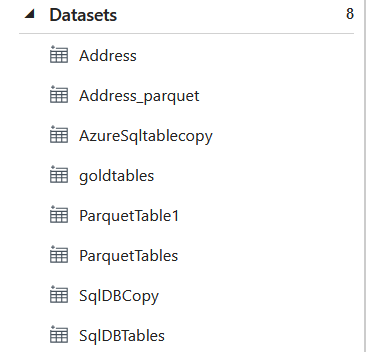 Datasets 8
Address
Address_parquet
AzureSqltablecopy
goldtables
ParquetTable1
ParquetTables
SqlDBCopy
SqlDBTables